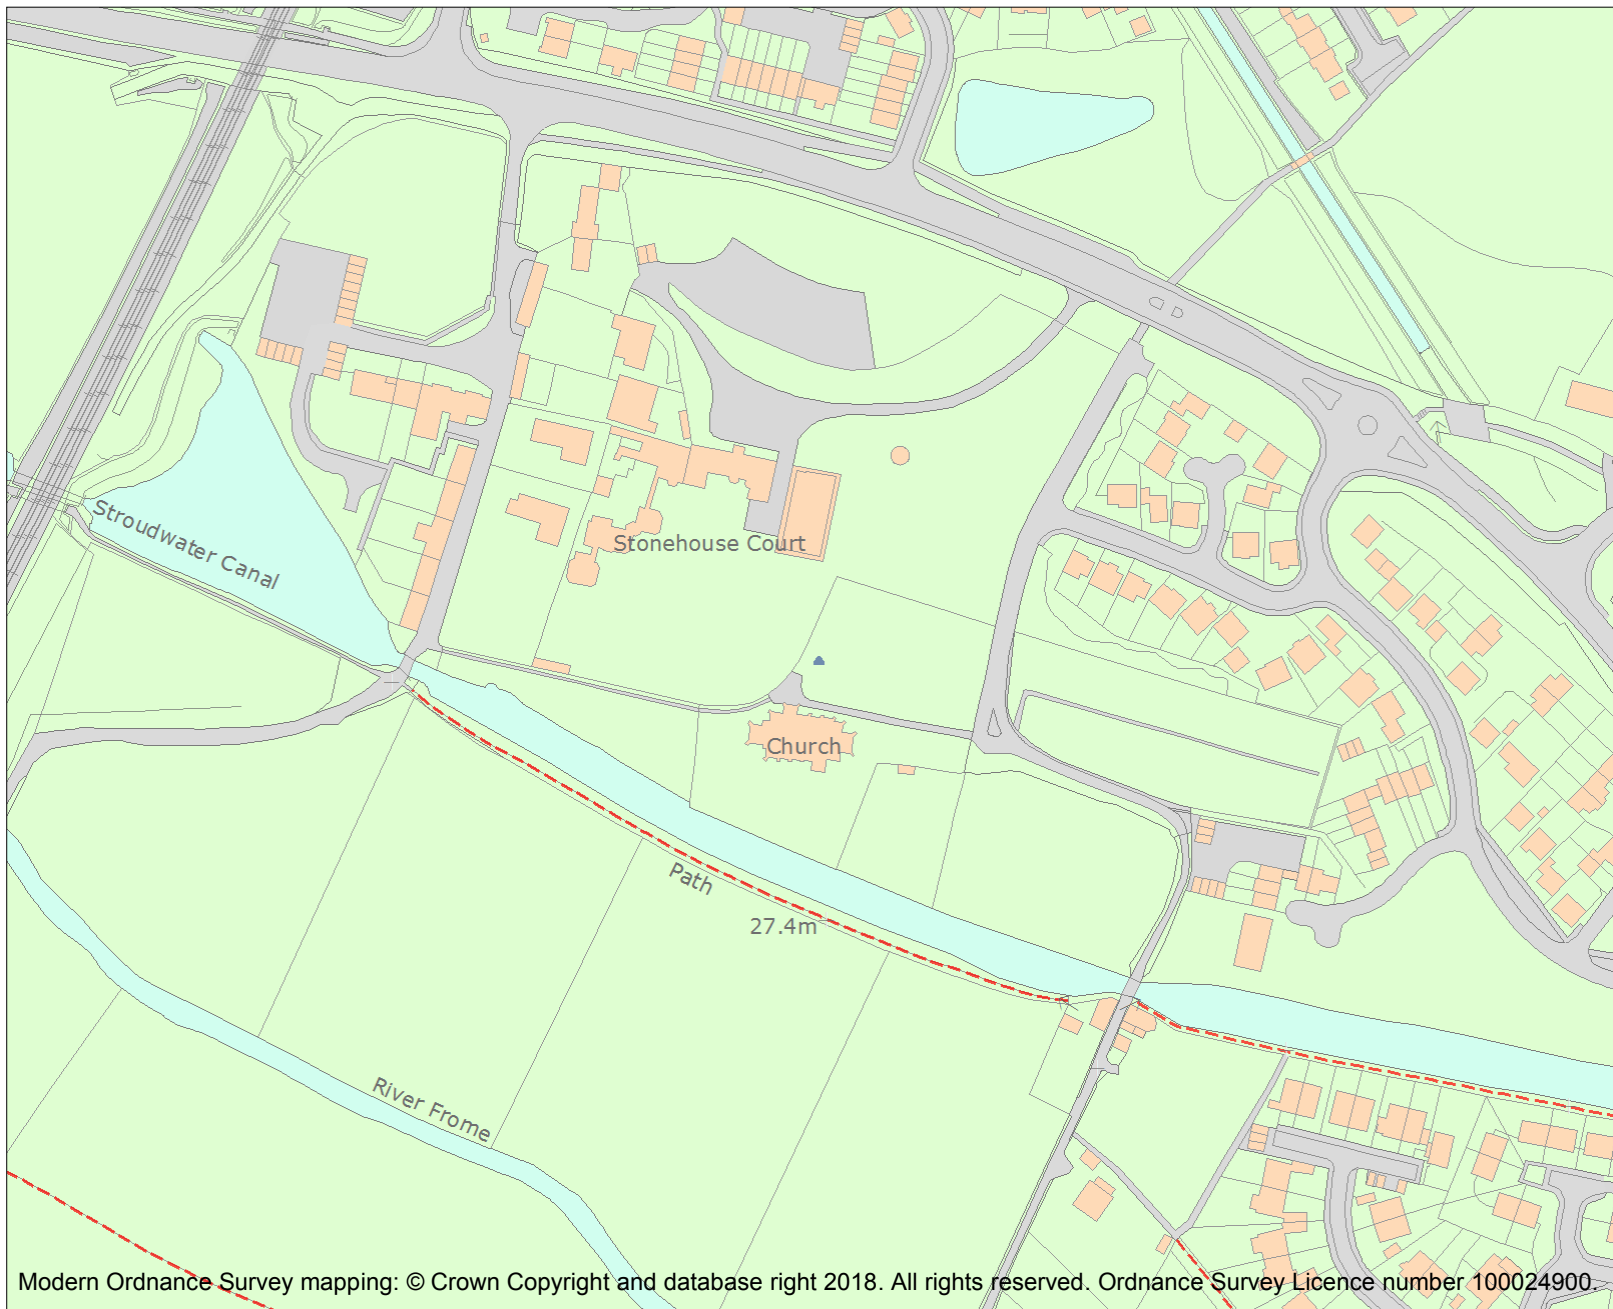 Stroudwater Canal
Stonehouse Court
Church
Path
27.4m
River Frome
Modern Ordnance Survey mapping: © Crown Copyright and database right 2018. All rights reserved. Ordnance Survey Licence number 100024900.